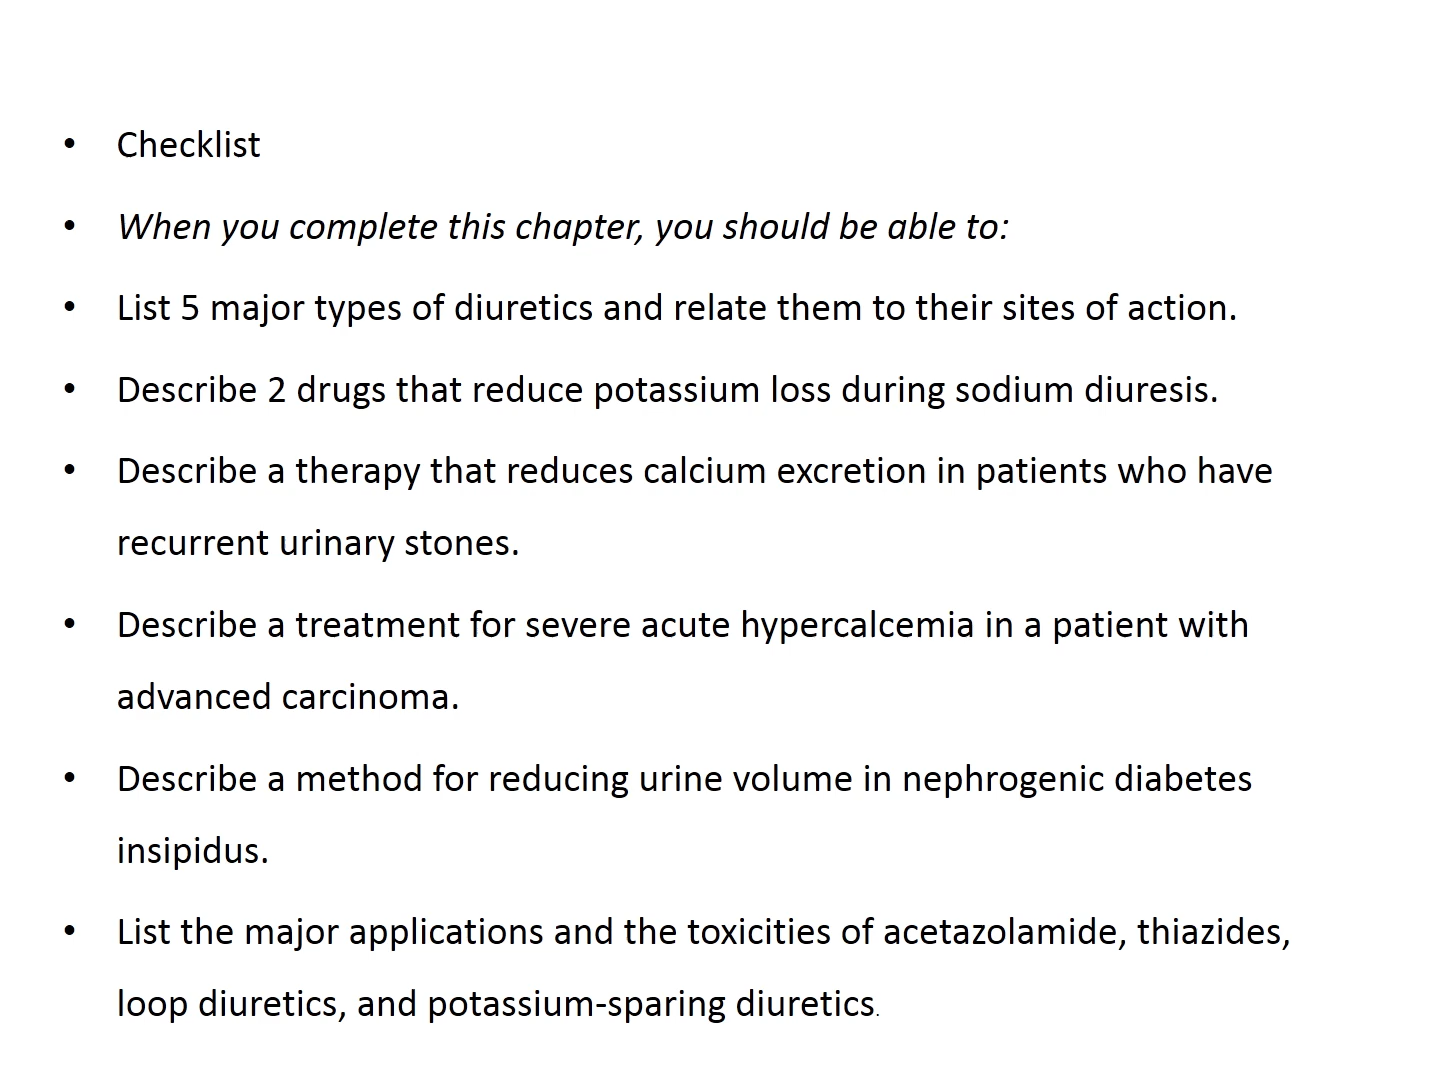 • Checklist
• When you complete this chapter, you should be able to:
• List 5 major types of diuretics and relate them to their sites of action.
• Describe 2 drugs that reduce potassium loss during sodium diuresis.
• Describe a therapy that reduces calcium excretion in patients who have
recurrent urinary stones.
• Describe a treatment for severe acute hypercalcemia in a patient with
advanced carcinoma.
• Describe a method for reducing urine volume in nephrogenic diabetes
insipidus.
• List the major applications and the toxicities of acetazolamide, thiazides,
loop diuretics, and potassium-sparing diuretics.